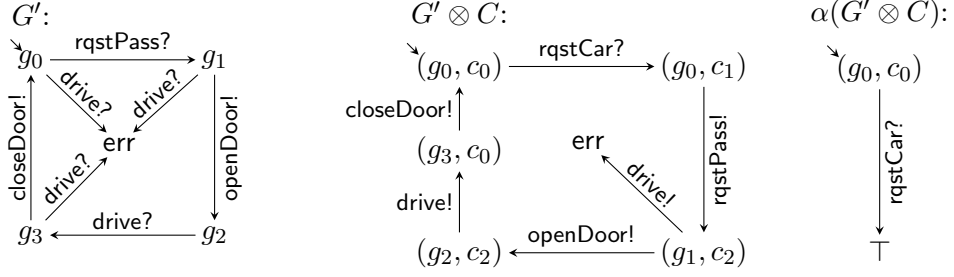 G′:
g₀
rqstPass?
g₁
drive?
drive?
closeDoor!
err
openDoor!
drive?
g₃
drive?
g₂
G′ ⊗ C:
(g₀, c₀)
rqstCar?
(g₀, c₁)
closeDoor!
(g₃, c₀)
err
rqstPass!
drive!
drive!
(g₂, c₂)
openDoor!
(g₁, c₂)
α(G′ ⊗ C):
(g₀, c₀)
rqstCar?
⊤